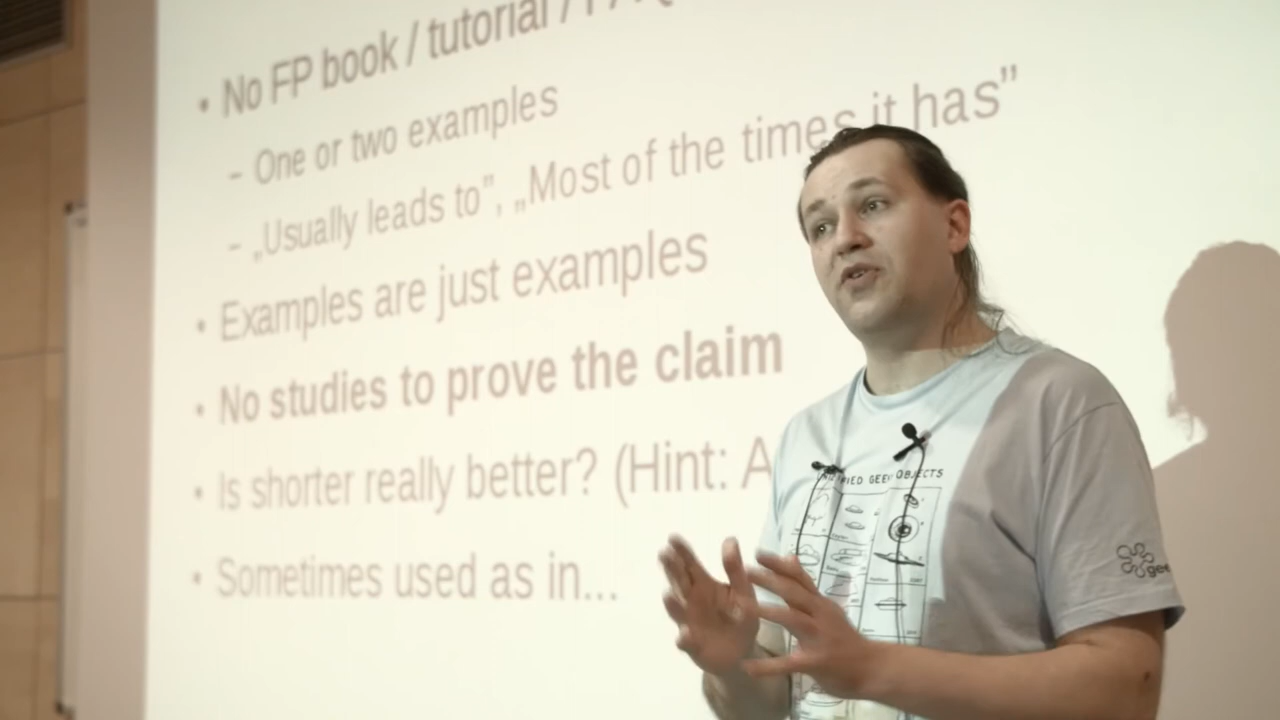 • No FP book / tutorial /
– One or two examples
– „Usually leads to”, „Most of the times it has”
• Examples are just examples
• No studies to prove the claim
• Is shorter really better? (Hint: A
• Sometimes used as in...
GEEK OBJECTS
gee